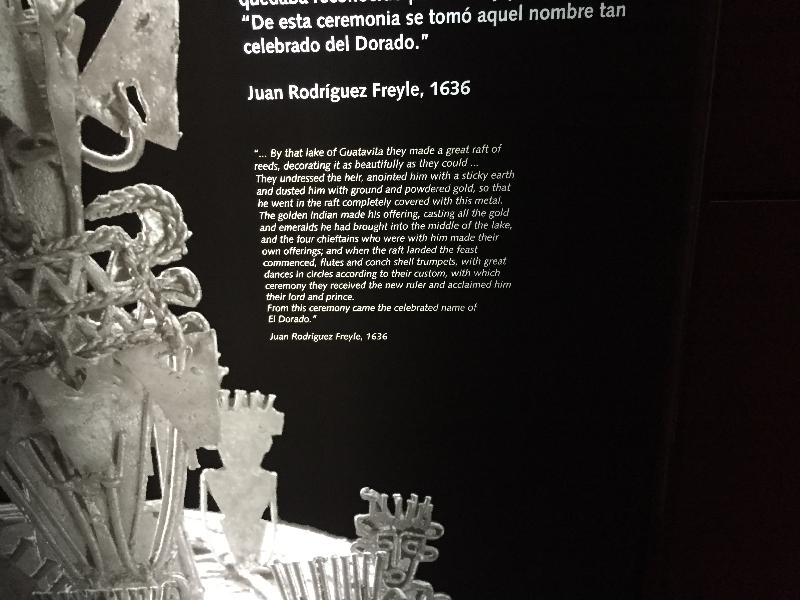 quedaba reconocido
“De esta ceremonia se tomó aquel nombre tan
celebrado del Dorado.”
Juan Rodríguez Freyle, 1636
“... By that lake of Guatavita they made a great raft of
reeds, decorating it as beautifully as they could ...
They undressed the heir, anointed him with a sticky earth
and dusted him with ground and powdered gold, so that
he went in the raft completely covered with this metal.
The golden Indian made his offering, casting all the gold
and emeralds he had brought into the middle of the lake,
and the four chieftains who were with him made their
own offerings; and when the raft landed the feast
commenced, flutes and conch shell trumpets, with great
dances in circles according to their custom, with which
ceremony they received the new ruler and acclaimed him
their lord and prince.
From this ceremony came the celebrated name of
El Dorado.”
Juan Rodríguez Freyle, 1636